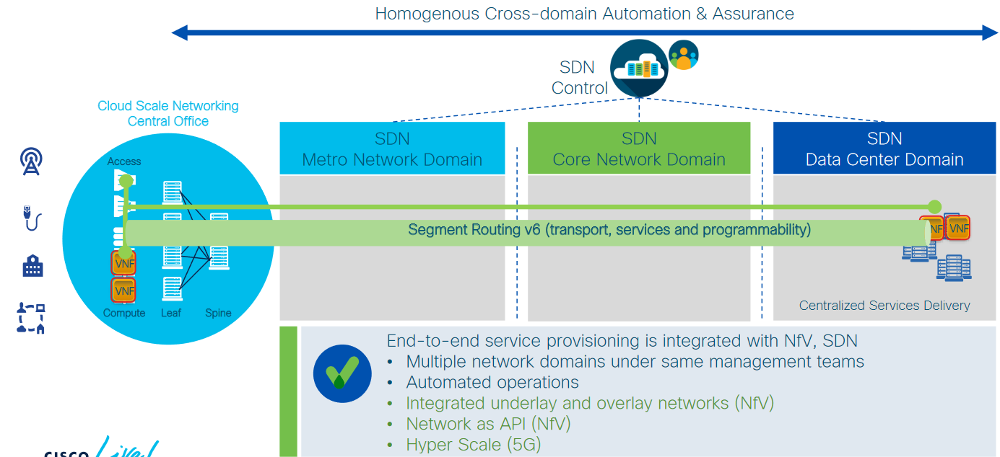 Homogenous Cross-domain Automation & Assurance
SDN
Control
Cloud Scale Networking
Central Office
SDN
Metro Network Domain
SDN
Core Network Domain
SDN
Data Center Domain
Access
Segment Routing v6 (transport, services and programmability)
NF
VNF
VNF
VNF
Compute
Leaf
Spine
Centralized Services Delivery
End-to-end service provisioning is integrated with NfV, SDN
• Multiple network domains under same management teams
• Automated operations
• Integrated underlay and overlay networks (NfV)
• Network as API (NfV)
• Hyper Scale (5G)
CISCO Live!